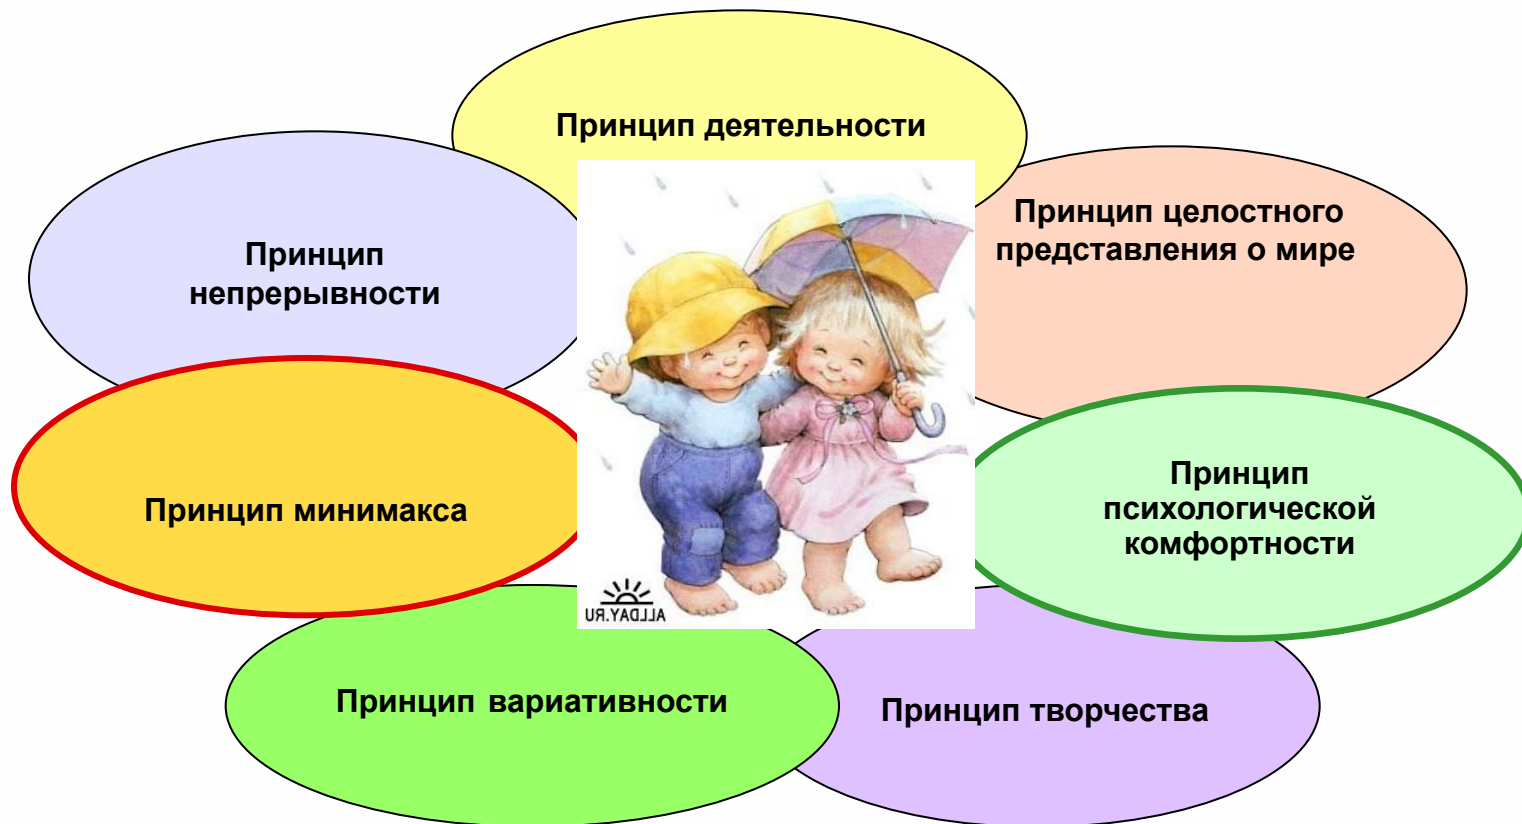 Принцип деятельности
Принцип целостного
представления о мире
Принцип
непрерывности
Принцип
психологической
комфортности
Принцип минимакса
Принцип вариативности
Принцип творчества
ALLDAY.RU